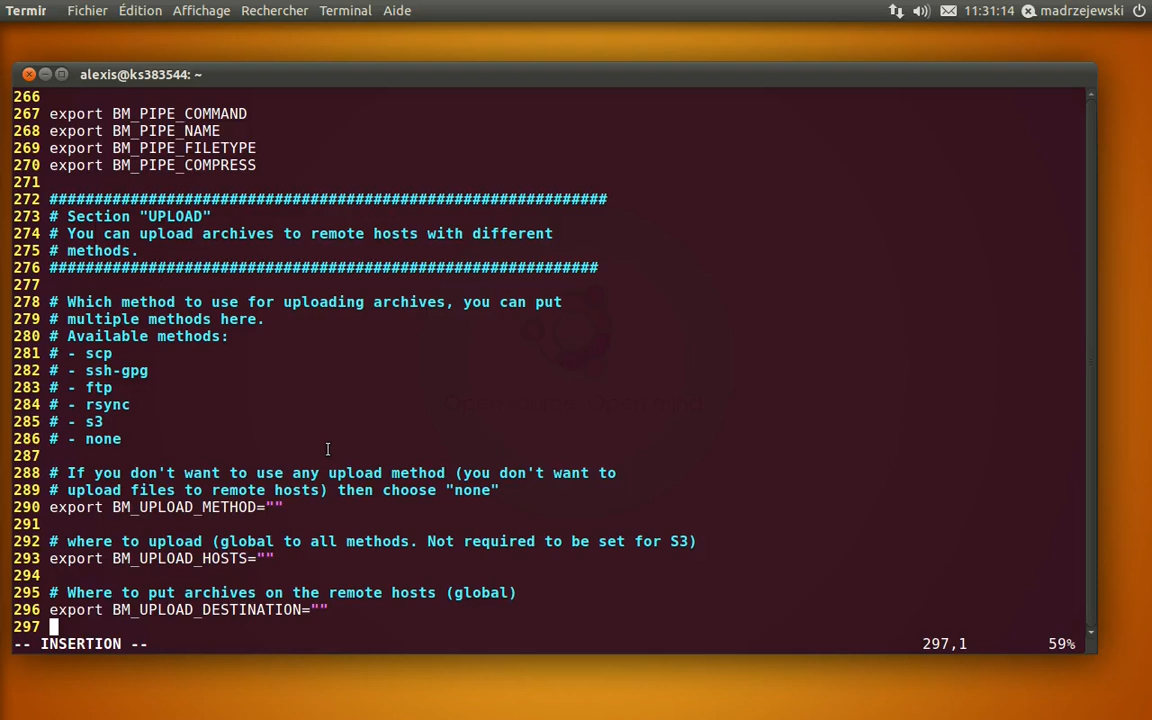 Termir Fichier Édition Affichage Rechercher Terminal Aide 11:31:14 madrzejewski
alexis@ks383544: ~
266
267 export BM_PIPE_COMMAND
268 export BM_PIPE_NAME
269 export BM_PIPE_FILETYPE
270 export BM_PIPE_COMPRESS
271
272 ##############################################################
273 # Section "UPLOAD"
274 # You can upload archives to remote hosts with different
275 # methods.
276 #############################################################
277
278 # Which method to use for uploading archives, you can put
279 # multiple methods here.
280 # Available methods:
281 # - scp
282 # - ssh-gpg
283 # - ftp
284 # - rsync
285 # - s3
286 # - none
287
288 # If you don't want to use any upload method (you don't want to
289 # upload files to remote hosts) then choose "none"
290 export BM_UPLOAD_METHOD=""
291
292 # where to upload (global to all methods. Not required to be set for S3)
293 export BM_UPLOAD_HOSTS=""
294
295 # Where to put archives on the remote hosts (global)
296 export BM_UPLOAD_DESTINATION=""
297
-- INSERTION -- 297,1 59%